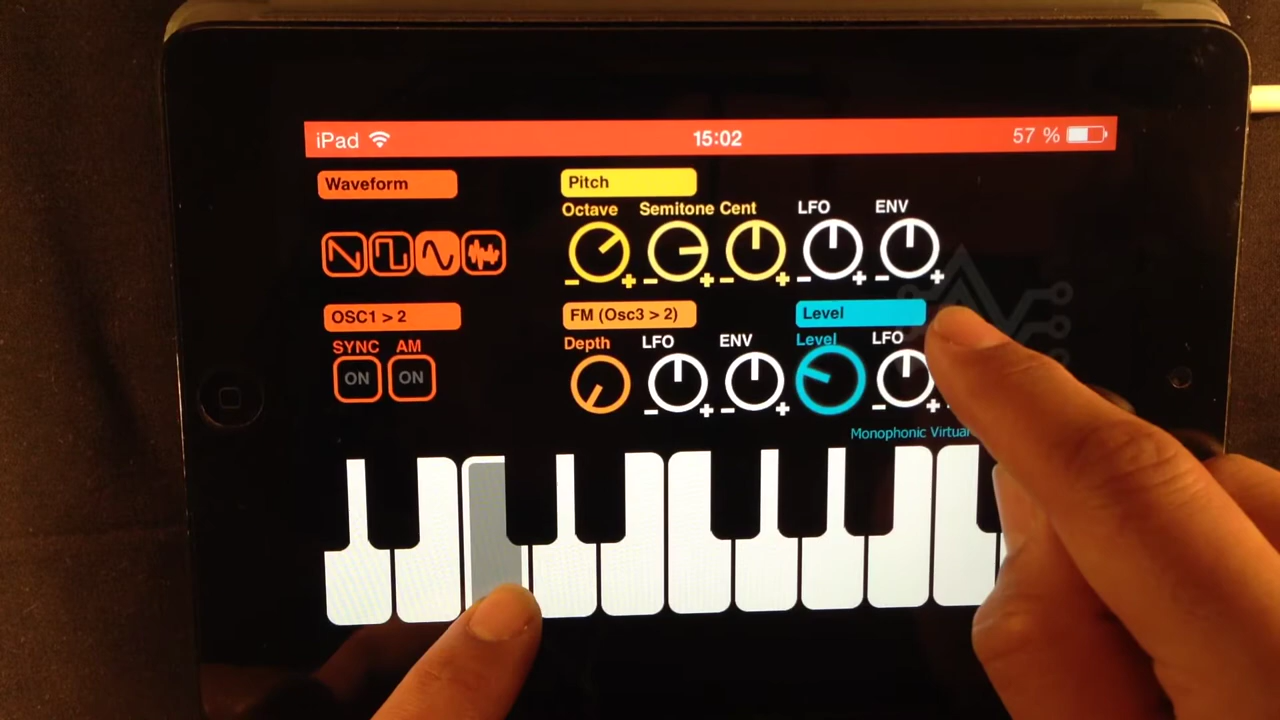 iPad 15:02 57 %
Waveform Pitch
Octave Semitone Cent LFO ENV
OSC1 > 2 FM (Osc3 > 2) Level
SYNC AM Depth LFO ENV Level LFO
ON ON
Monophonic Virtual